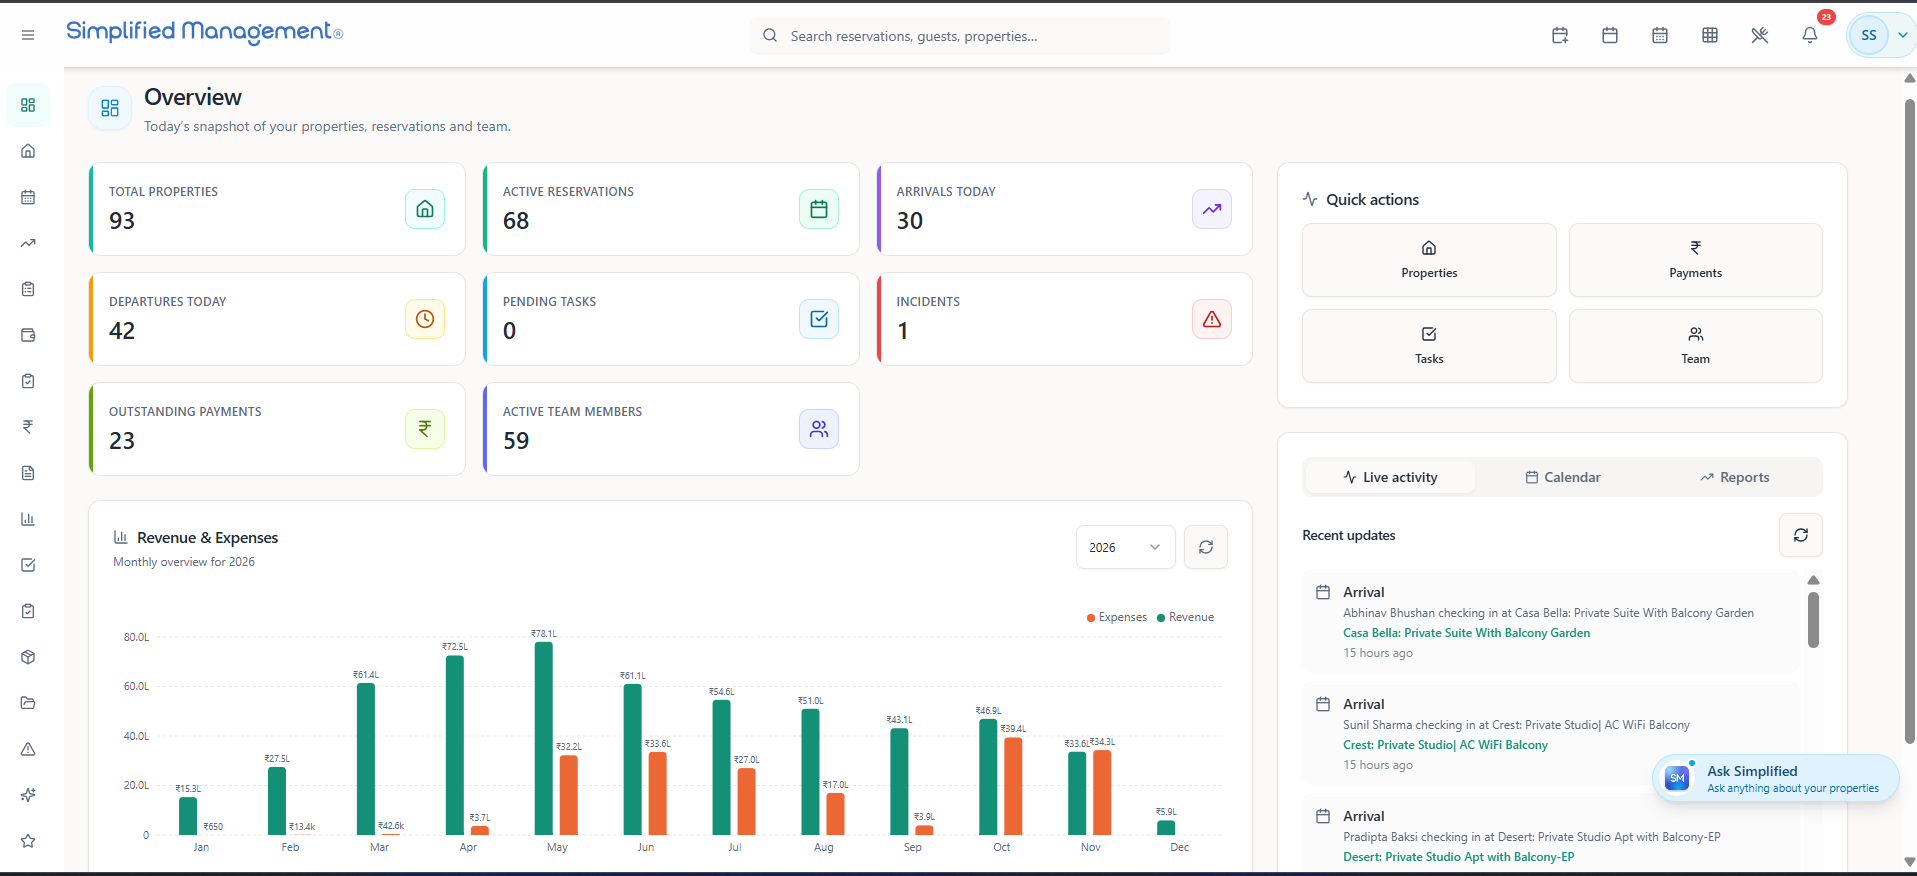 Simplified Management®
Search reservations, guests, properties...
23
SS
Overview
Today's snapshot of your properties, reservations and team.
TOTAL PROPERTIES
93
ACTIVE RESERVATIONS
68
ARRIVALS TODAY
30
DEPARTURES TODAY
42
PENDING TASKS
0
INCIDENTS
1
OUTSTANDING PAYMENTS
23
ACTIVE TEAM MEMBERS
59
Quick actions
Properties
₹
Payments
Tasks
Team
Revenue & Expenses
Monthly overview for 2026
2026
Expenses Revenue
80.0L
60.0L
40.0L
20.0L
0
₹15.3L
₹650
₹27.5L
₹13.4k
₹61.4L
₹42.6k
₹72.5L
₹3.7L
₹78.1L
₹32.2L
₹61.1L
₹33.6L
₹54.6L
₹27.0L
₹51.0L
₹17.0L
₹43.1L
₹3.9L
₹46.9L
₹39.4L
₹33.6L
₹34.3L
₹5.9L
Jan Feb Mar Apr May Jun Jul Aug Sep Oct Nov Dec
Live activity Calendar Reports
Recent updates
Arrival
Abhinav Bhushan checking in at Casa Bella: Private Suite With Balcony Garden
Casa Bella: Private Suite With Balcony Garden
15 hours ago
Arrival
Sunil Sharma checking in at Crest: Private Studio| AC WiFi Balcony
Crest: Private Studio| AC WiFi Balcony
15 hours ago
Arrival
Pradipta Baksi checking in at Desert: Private Studio Apt with Balcony-EP
Desert: Private Studio Apt with Balcony-EP
SM
Ask Simplified
Ask anything about your properties